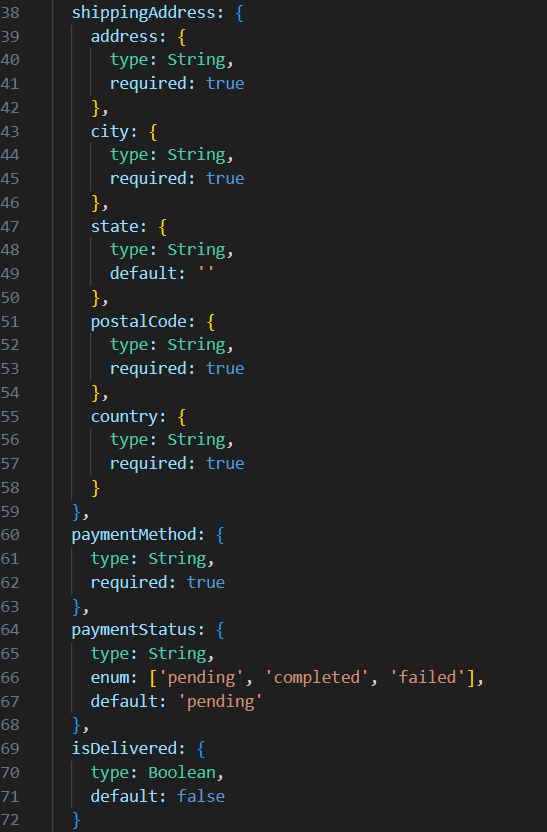 38 shippingAddress: {
39 address: {
40 type: String,
41 required: true
42 },
43 city: {
44 type: String,
45 required: true
46 },
47 state: {
48 type: String,
49 default: ''
50 },
51 postalCode: {
52 type: String,
53 required: true
54 },
55 country: {
56 type: String,
57 required: true
58 }
59 },
60 paymentMethod: {
61 type: String,
62 required: true
63 },
64 paymentStatus: {
65 type: String,
66 enum: ['pending', 'completed', 'failed'],
67 default: 'pending'
68 },
69 isDelivered: {
70 type: Boolean,
71 default: false
72 }